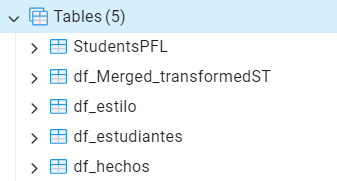 Tables (5)
StudentsPFL
df_Merged_transformedST
df_estilo
df_estudiantes
df_hechos